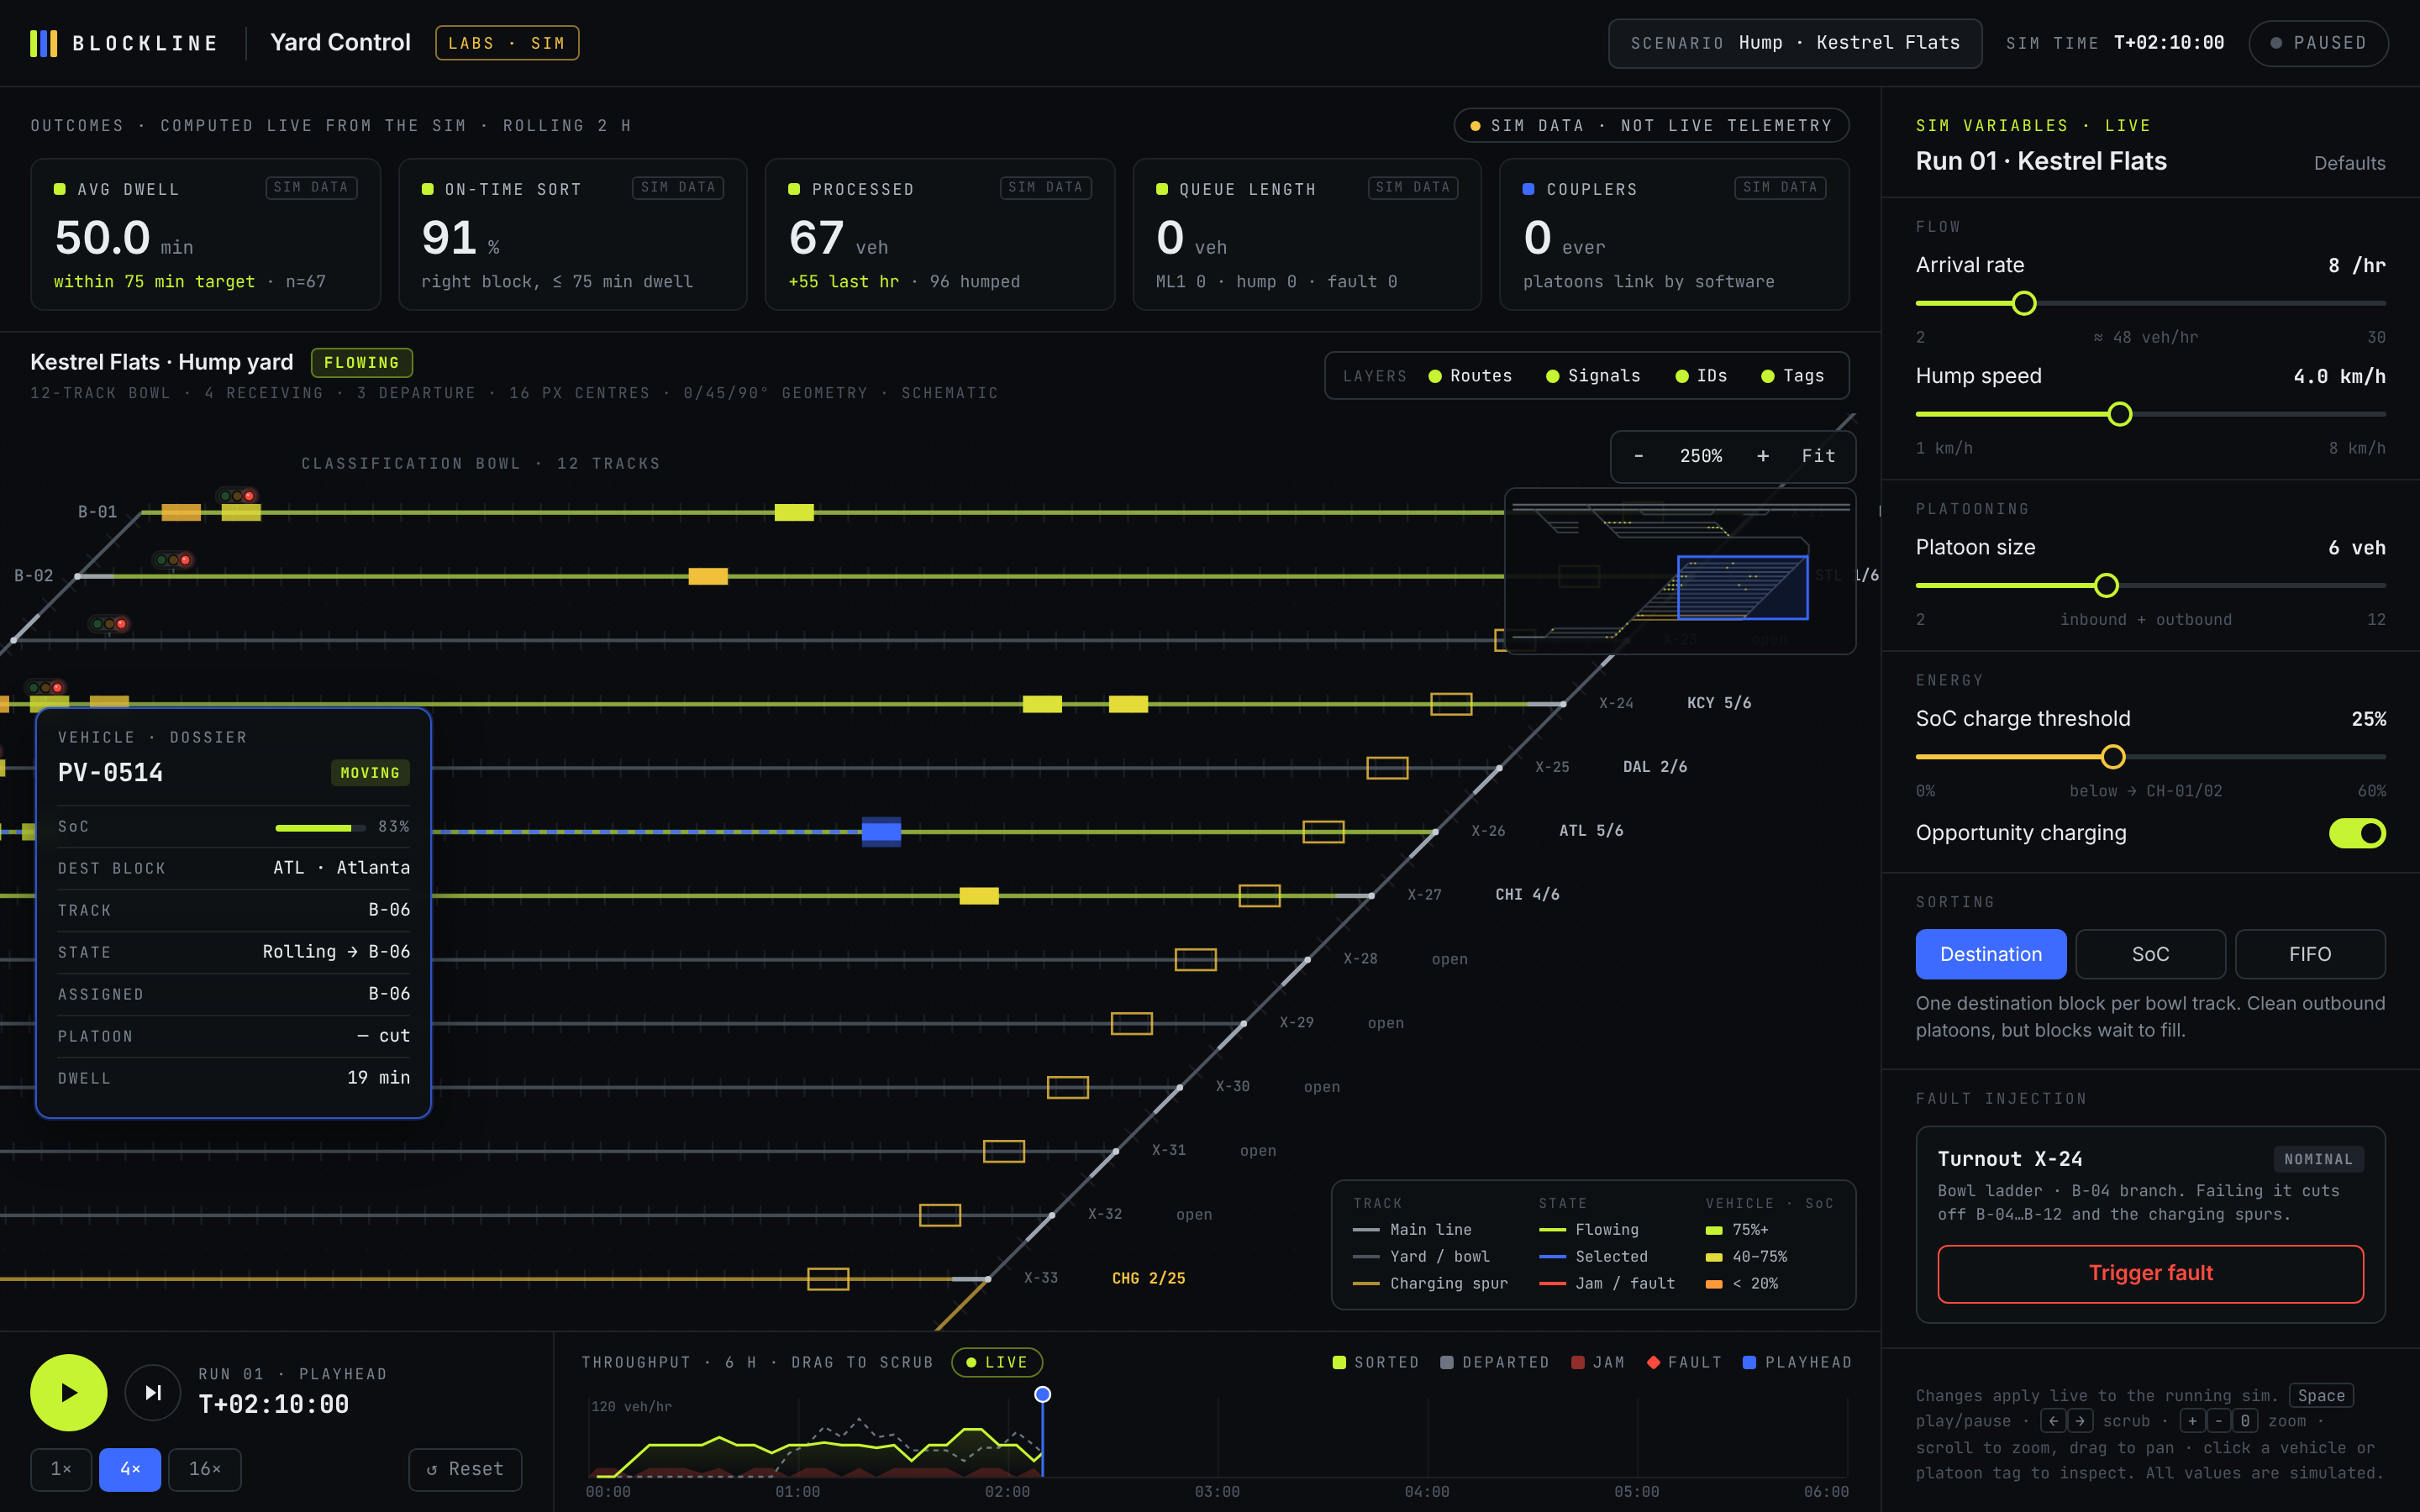 BLOCKLINE Yard Control LABS · SIM SCENARIO Hump · Kestrel Flats SIM TIME T+02:10:00 PAUSED
OUTCOMES · COMPUTED LIVE FROM THE SIM · ROLLING 2 H SIM DATA · NOT LIVE TELEMETRY
AVG DWELL SIM DATA
50.0 min
within 75 min target · n=67
ON-TIME SORT SIM DATA
91 %
right block, ≤ 75 min dwell
PROCESSED SIM DATA
67 veh
+55 last hr · 96 humped
QUEUE LENGTH SIM DATA
0 veh
ML1 0 · hump 0 · fault 0
COUPLERS SIM DATA
0 ever
platoons link by software
Kestrel Flats · Hump yard FLOWING
12-TRACK BOWL · 4 RECEIVING · 3 DEPARTURE · 16 PX CENTRES · 0/45/90° GEOMETRY · SCHEMATIC
LAYERS Routes Signals IDs Tags
- 250% + Fit
CLASSIFICATION BOWL · 12 TRACKS
B-01
B-02
STL 1/6
X-23 open
X-24 KCY 5/6
X-25 DAL 2/6
X-26 ATL 5/6
X-27 CHI 4/6
X-28 open
X-29 open
X-30 open
X-31 open
X-32 open
X-33 CHG 2/25
VEHICLE · DOSSIER
PV-0514 MOVING
SoC 83%
DEST BLOCK ATL · Atlanta
TRACK B-06
STATE Rolling → B-06
ASSIGNED B-06
PLATOON — cut
DWELL 19 min
TRACK STATE VEHICLE · SoC
Main line Flowing 75%+
Yard / bowl Selected 40–75%
Charging spur Jam / fault < 20%
RUN 01 · PLAYHEAD
T+02:10:00
1× 4× 16× ↺ Reset
THROUGHPUT · 6 H · DRAG TO SCRUB LIVE SORTED DEPARTED JAM FAULT PLAYHEAD
120 veh/hr
00:00 01:00 02:00 03:00 04:00 05:00 06:00
SIM VARIABLES · LIVE
Run 01 · Kestrel Flats Defaults
FLOW
Arrival rate 8 /hr
2 ≈ 48 veh/hr 30
Hump speed 4.0 km/h
1 km/h 8 km/h
PLATOONING
Platoon size 6 veh
2 inbound + outbound 12
ENERGY
SoC charge threshold 25%
0% below → CH-01/02 60%
Opportunity charging
SORTING
Destination SoC FIFO
One destination block per bowl track. Clean outbound
platoons, but blocks wait to fill.
FAULT INJECTION
Turnout X-24 NOMINAL
Bowl ladder · B-04 branch. Failing it cuts
off B-04…B-12 and the charging spurs.
Trigger fault
Changes apply live to the running sim. Space
play/pause · ← → scrub · + - 0 zoom ·
scroll to zoom, drag to pan · click a vehicle or
platoon tag to inspect. All values are simulated.